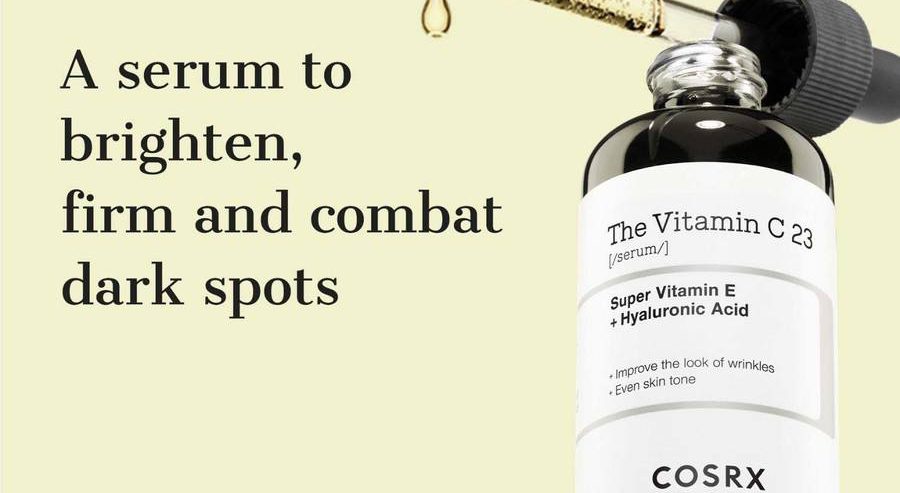 A serum to
brighten,
firm and combat
dark spots
The Vitamin C 23
[/serum/]
Super Vitamin E
+ Hyaluronic Acid
+ Improve the look of wrinkles
+ Even skin tone
COSRX